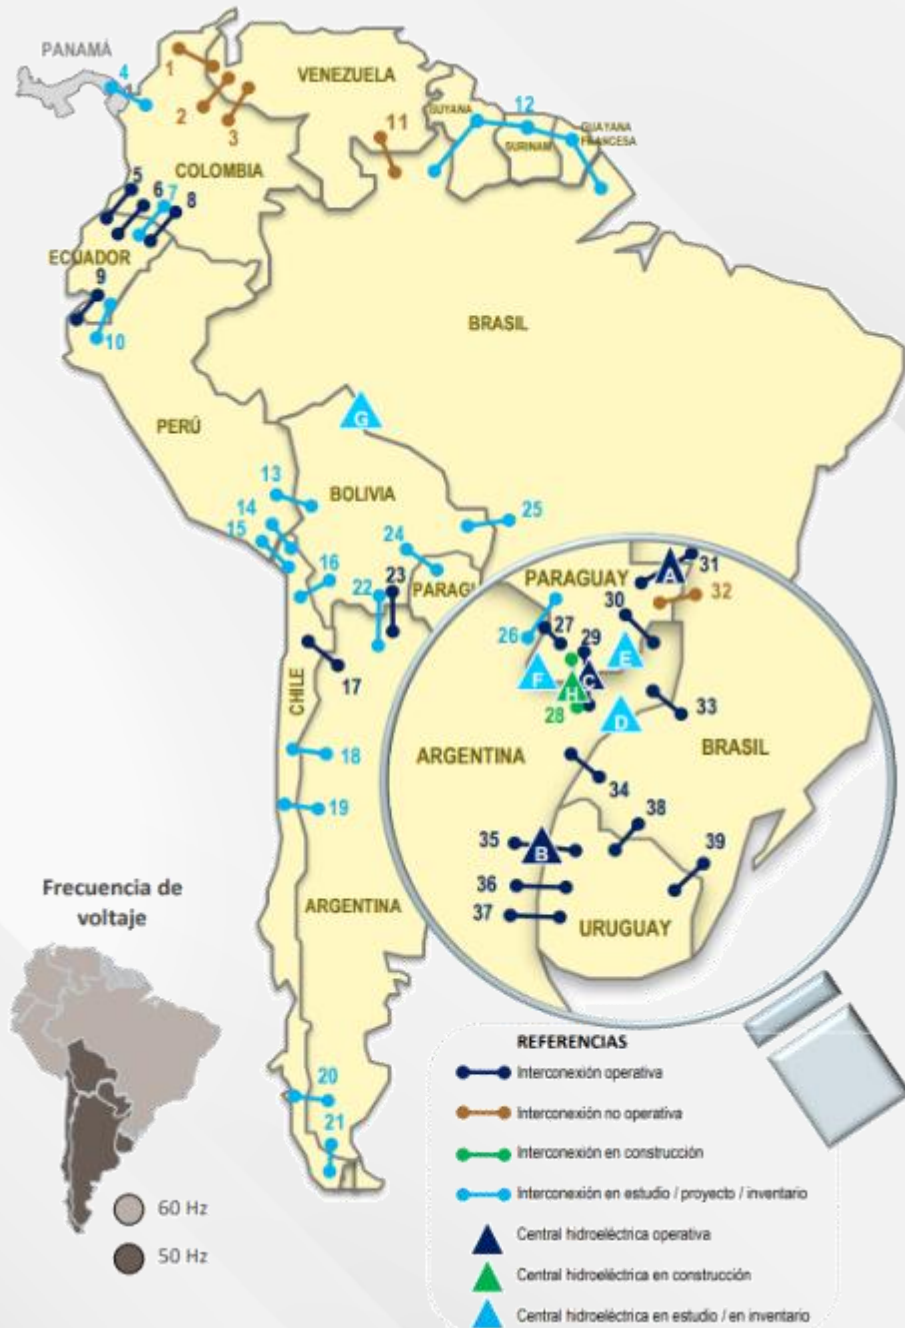 PANAMÁ
4
1
2
3
VENEZUELA
11
GUYANA
12
SURINAM
GUAYANA
FRANCESA
COLOMBIA
5
6
7
8
ECUADOR
9
10
BRASIL
PERÚ
G
13
BOLIVIA
14
15
16
24
25
22
23
PARAGU
17
CHILE
18
19
ARGENTINA
20
21
PARAGUAY
A
31
32
30
26
27
29
E
F
C
H
28
D
33
ARGENTINA
BRASIL
34
38
35
B
39
36
37
URUGUAY
Frecuencia de
voltaje
60 Hz
50 Hz
REFERENCIAS
Interconexión operativa
Interconexión no operativa
Interconexión en construcción
Interconexión en estudio / proyecto / inventario
Central hidroeléctrica operativa
Central hidroeléctrica en construcción
Central hidroeléctrica en estudio / en inventario